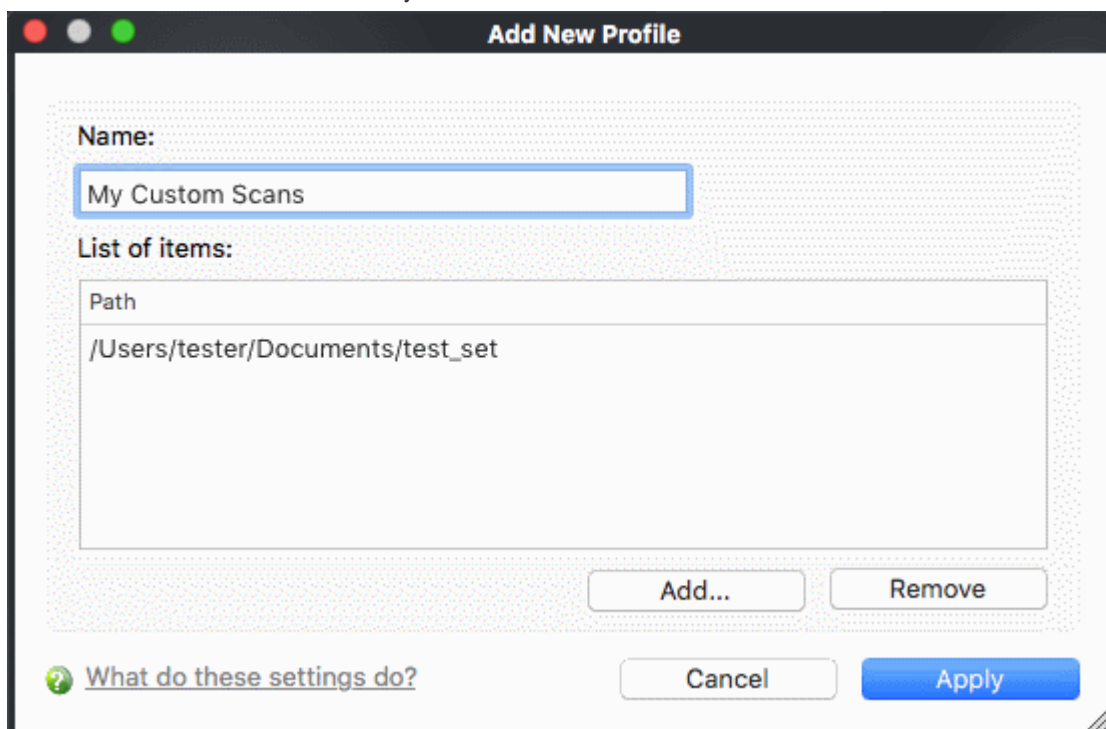 Add New Profile
Name:
My Custom Scans
List of items:
Path
/Users/tester/Documents/test_set
Add... Remove
What do these settings do? Cancel Apply